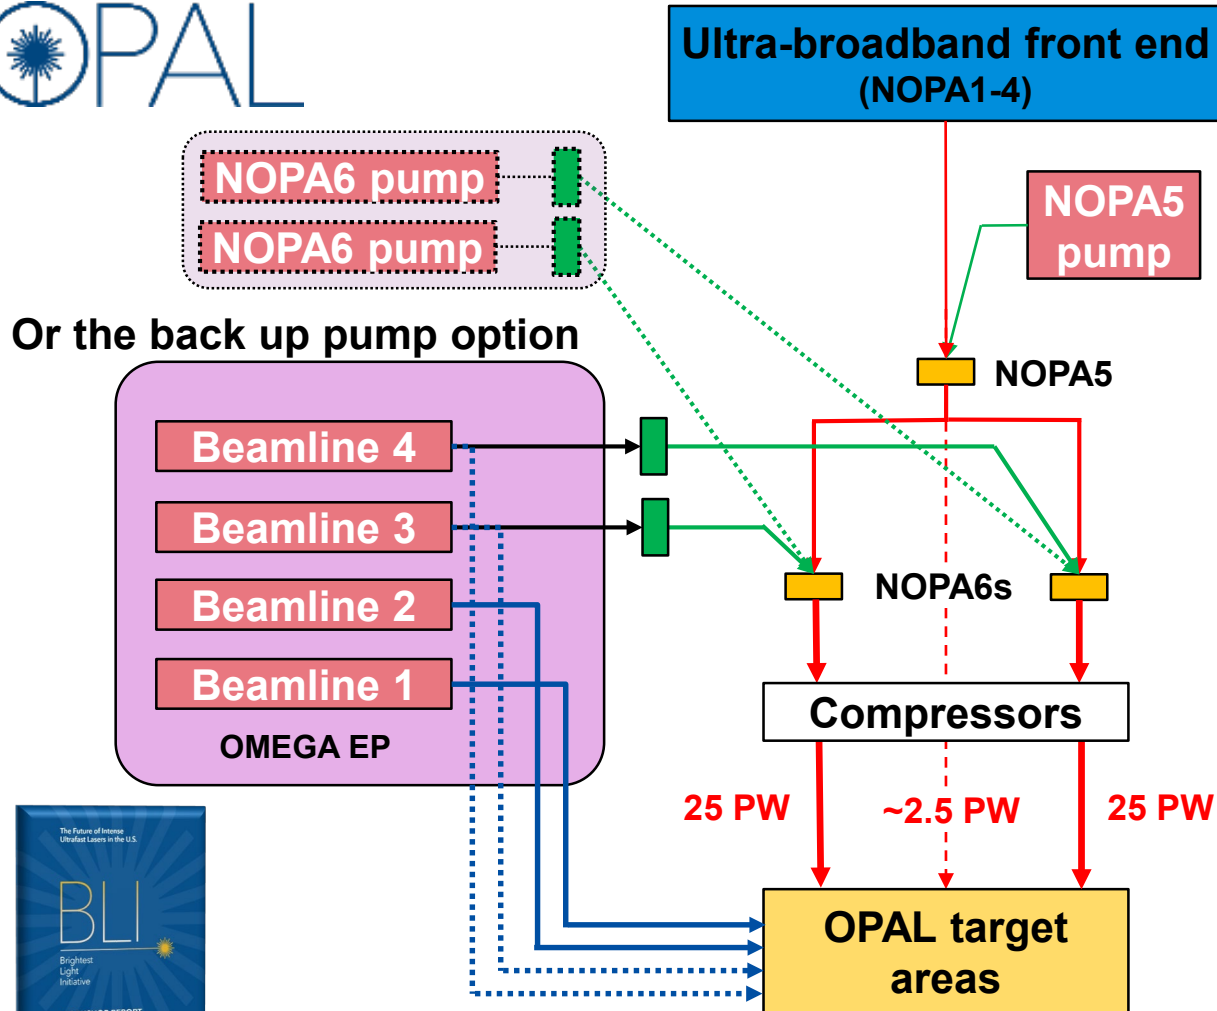 OPAL
Ultra-broadband front end
(NOPA1-4)
NOPA6 pump
NOPA6 pump
NOPA5
pump
Or the back up pump option
NOPA5
Beamline 4
Beamline 3
Beamline 2
Beamline 1
OMEGA EP
NOPA6s
Compressors
25 PW
~2.5 PW
25 PW
OPAL target
areas
The Future of Intense
Ultrafast Lasers in the U.S.
BLI
Brightest
Light
Initiative